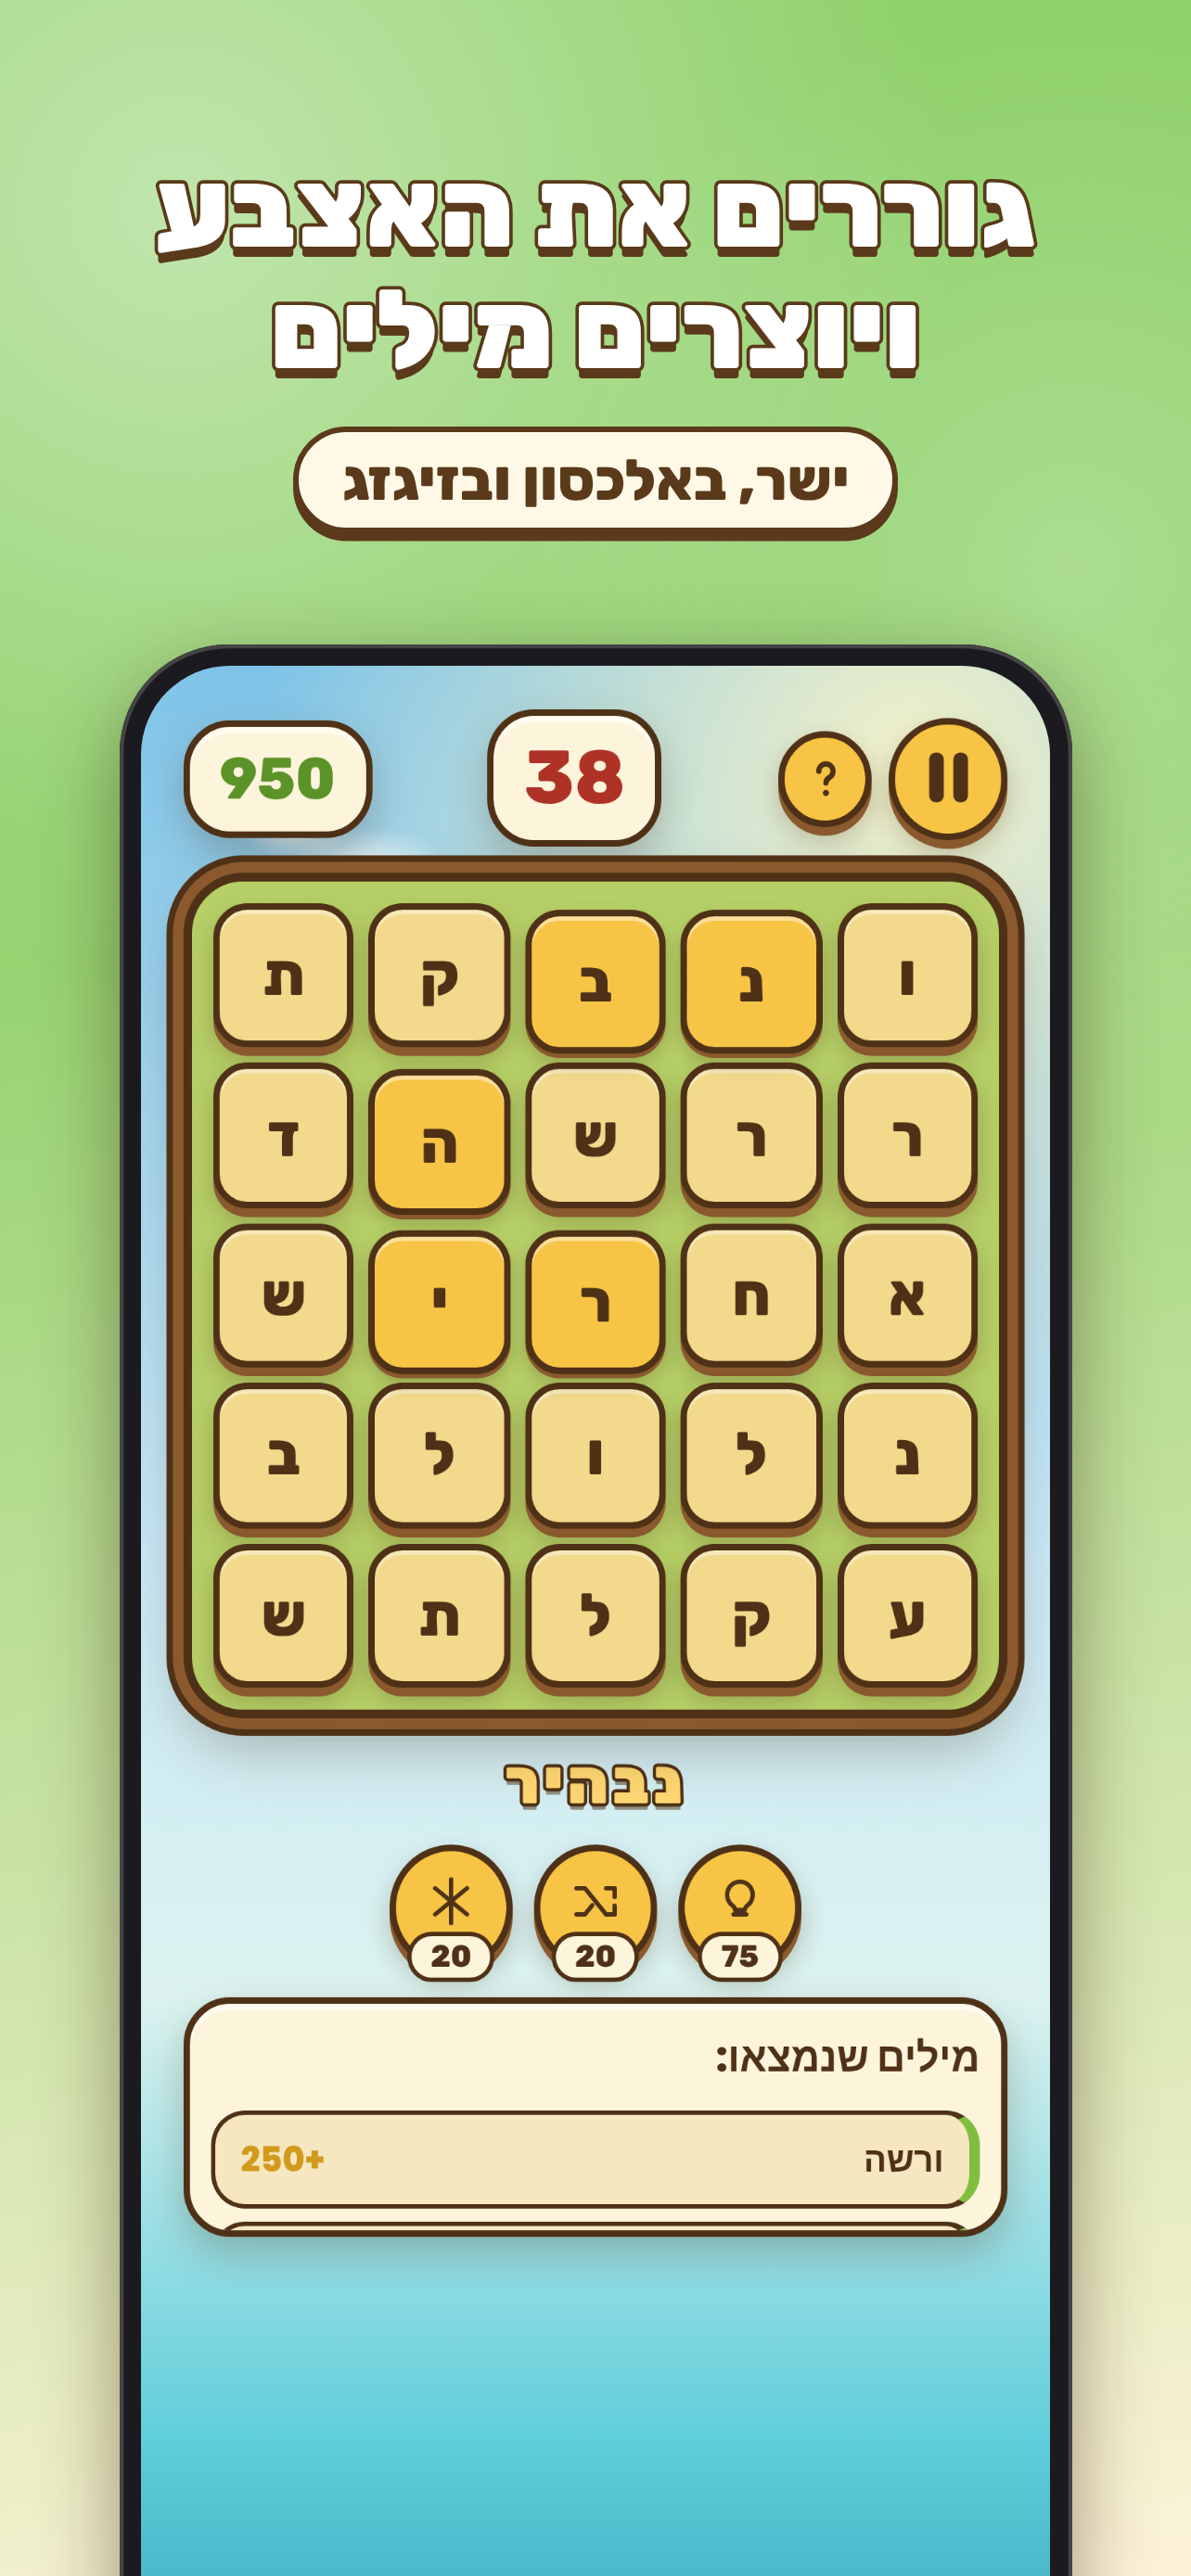 גוררים את האצבע
ויוצרים מילים
ישר, באלכסון ובזיגזג
? 38 950
ו נ ב ק ת
ר ר ש ה ד
א ח ר י ש
נ ל ו ל ב
ע ק ל ת ש
נבהיר
75 20 20
מילים שנמצאו:
ורשה +250